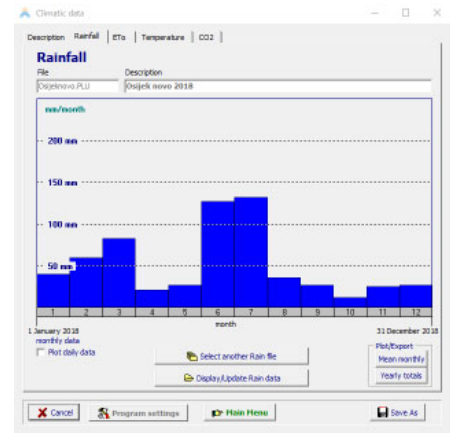 Climatic data
Description Rainfall ETo Temperature CO2
Rainfall
File Description
Osijeknovo.PLU Osijek novo 2018
mm/month
200 mm
150 mm
100 mm
50 mm
1 2 3 4 5 6 7 8 9 10 11 12
month
1 January 2018 31 December 2018
monthly data
Plot daily data
Plot/Export
Select another Rain file
Mean monthly
Display/Update Rain data
Yearly totals
Cancel
Program settings
Main Menu
Save As